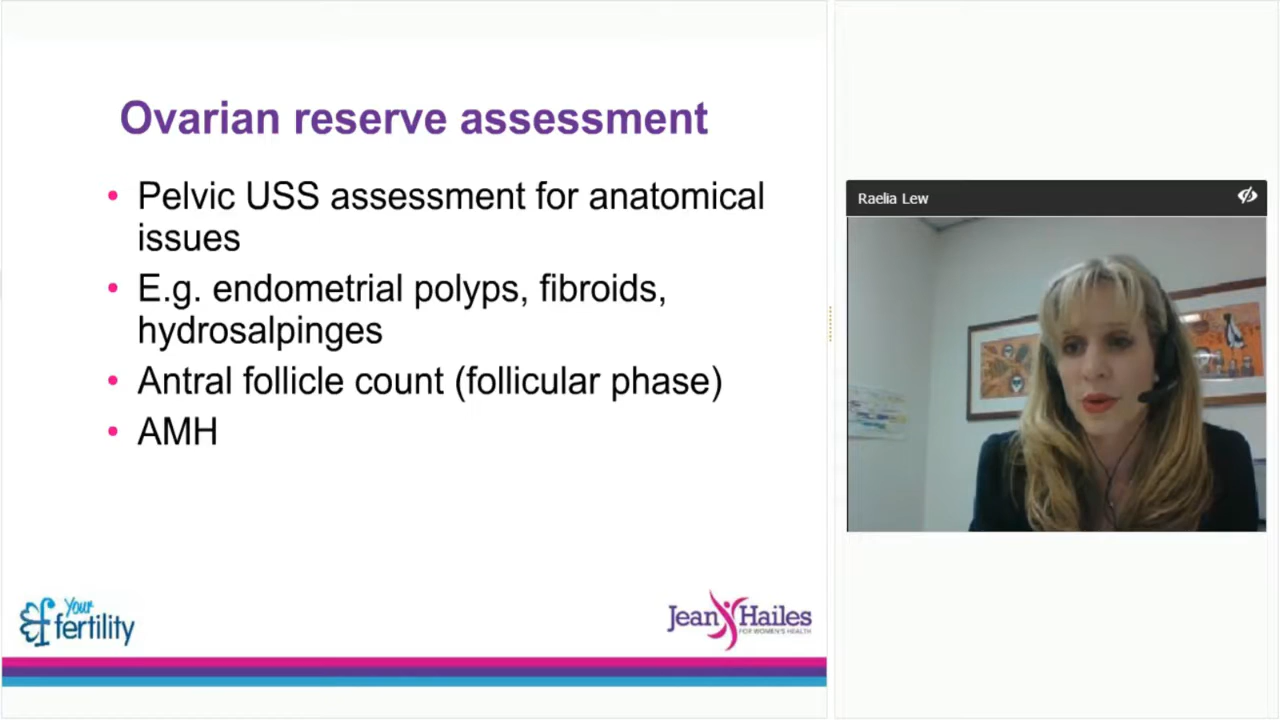 Ovarian reserve assessment
• Pelvic USS assessment for anatomical
issues
• E.g. endometrial polyps, fibroids,
hydrosalpinges
• Antral follicle count (follicular phase)
• AMH
Your
fertility
Jean Hailes
FOR WOMEN'S HEALTH
Raelia Lew